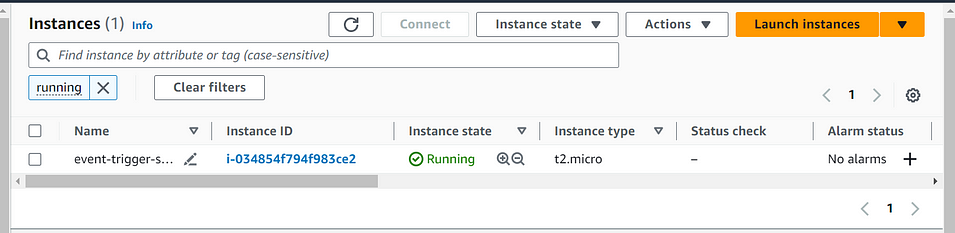 Instances (1) Info Connect Instance state Actions Launch instances
Find instance by attribute or tag (case-sensitive)
running Clear filters
1
Name Instance ID Instance state Instance type Status check Alarm status
event-trigger-s... i-034854f794f983ce2 Running t2.micro – No alarms +
1